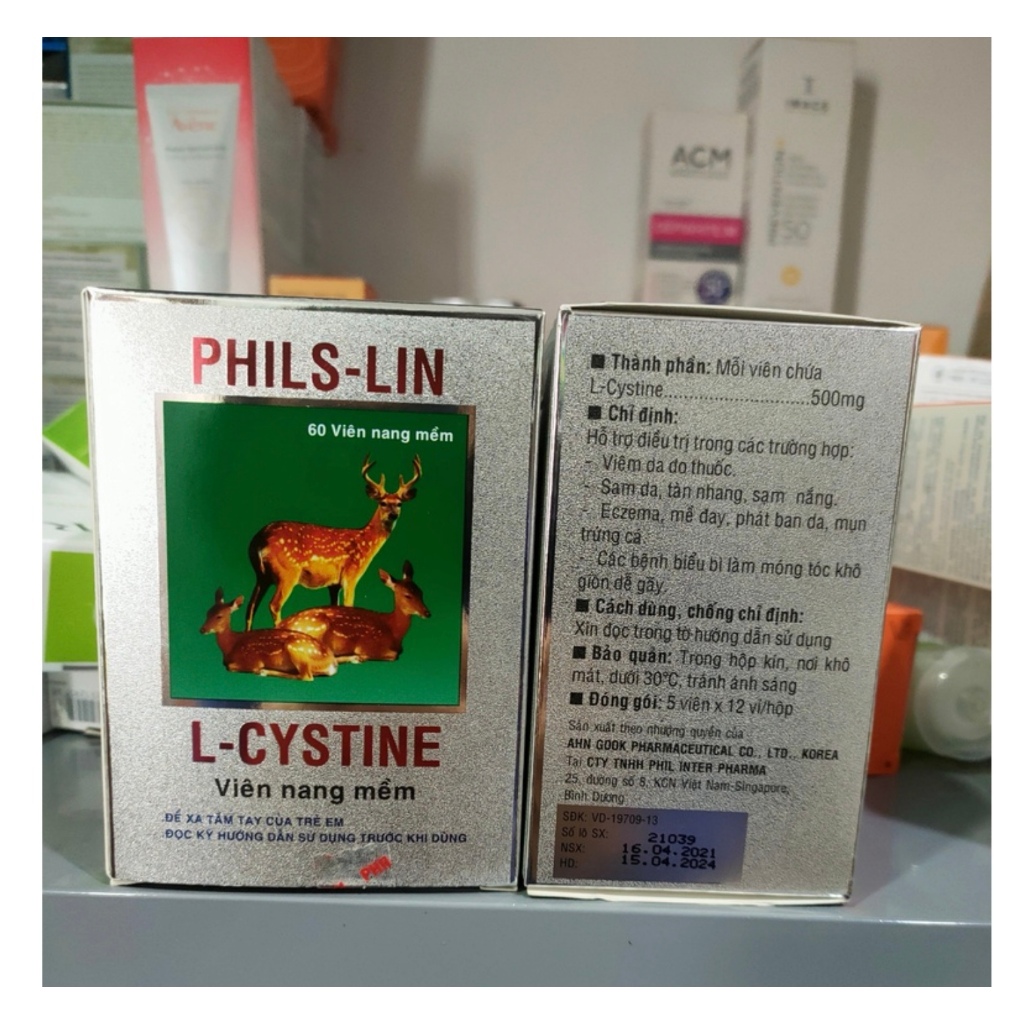 Avène
ACM
IMAGE
PHILS-LIN
60 Viên nang mềm
L-CYSTINE
Viên nang mềm
.ĐỂ XA TẦM TAY CỦA TRẺ EM
.ĐỌC KỸ HƯỚNG DẪN SỬ DỤNG TRƯỚC KHI DÙNG
■ Thành phần: Mỗi viên chứa
L-Cystine............................500mg
■ Chỉ định:
Hỗ trợ điều trị trong các trường hợp:
- Viêm da do thuốc.
- Sạm da, tàn nhang, sạm nắng.
- Eczema, mề đay, phát ban da, mụn
trứng cá.
- Các bệnh biểu bì làm móng tóc khô
giòn dễ gãy.
■ Cách dùng, chống chỉ định:
Xin đọc trong tờ hướng dẫn sử dụng
■ Bảo quản: Trong hộp kín, nơi khô
mát, dưới 30°C, tránh ánh sáng
■ Đóng gói: 5 viên x 12 vỉ/hộp
Sản xuất theo nhượng quyền của
AHN GOOK PHARMACEUTICAL CO., LTD., KOREA
Tại CTY TNHH PHIL INTER PHARMA
25, đường số 8, KCN Việt Nam-Singapore,
Bình Dương
SĐK: VD-19709-13
Số lô SX: 21039
NSX: 16.04.2021
HD: 15.04.2024